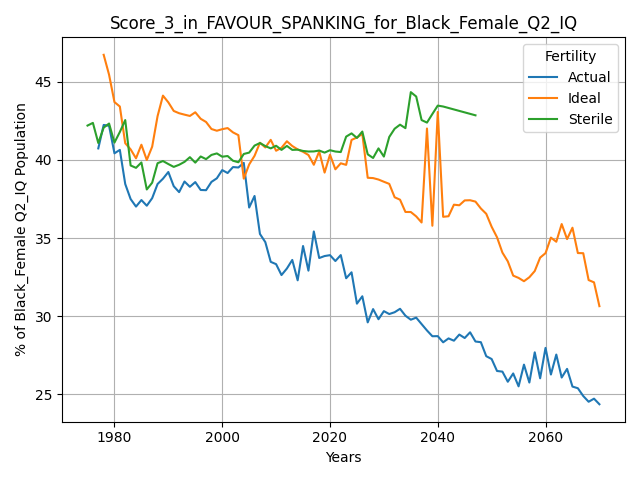 Score_3_in_FAVOUR_SPANKING_for_Black_Female_Q2_IQ
% of Black_Female Q2_IQ Population
45
40
35
30
25
Fertility
Actual
Ideal
Sterile
1980
2000
2020
2040
2060
Years